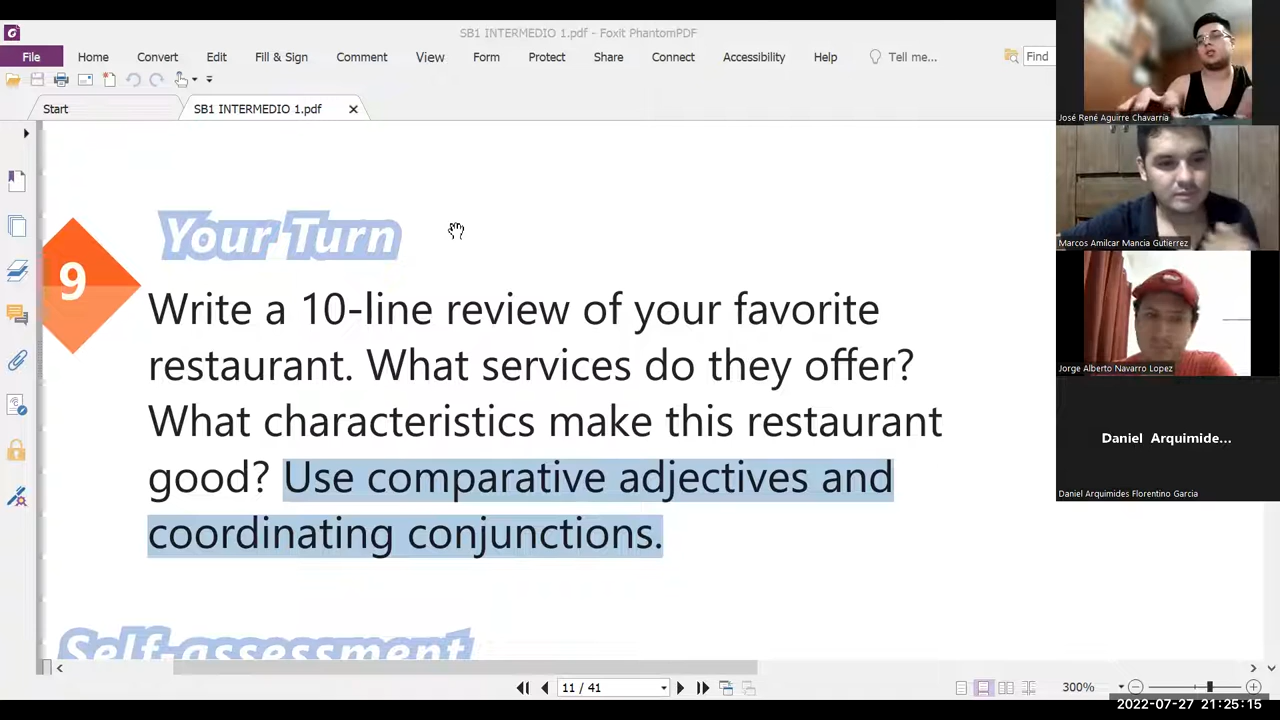 SB1 INTERMEDIO 1.pdf - Foxit PhantomPDF
File Home Convert Edit Fill & Sign Comment View Form Protect Share Connect Accessibility Help Tell me... Find
Start SB1 INTERMEDIO 1.pdf
Your Turn
9
Write a 10-line review of your favorite
restaurant. What services do they offer?
What characteristics make this restaurant
good? Use comparative adjectives and
coordinating conjunctions.
Self-assessment
11 / 41
300%
José René Aguirre Chavarría
Marcos Amilcar Mancia Gutierrez
Jorge Alberto Navarro Lopez
Daniel Arquimide...
Daniel Arquimides Florentino Garcia
2022-07-27 21:25:15